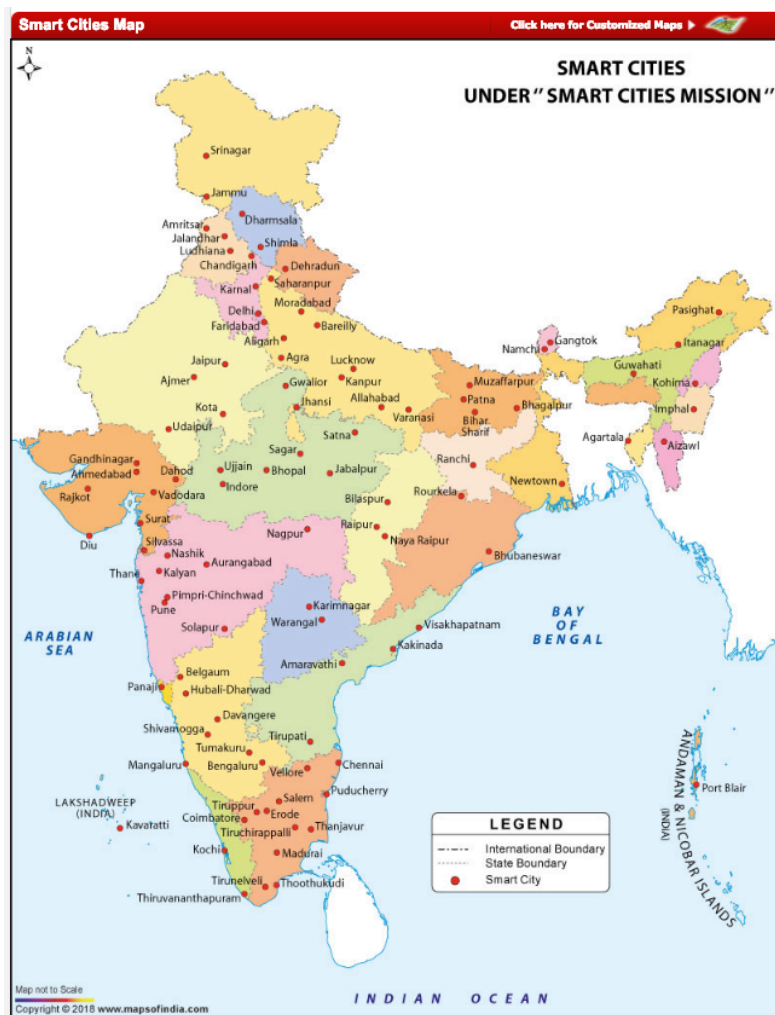 Smart Cities Map
Click here for Customized Maps
N
SMART CITIES
UNDER "SMART CITIES MISSION"
Srinagar
Jammu
Dharmsala
Amritsar
Jalandhar
Shimla
Ludhiana
Chandigarh
Dehradun
Saharanpur
Karnal
Moradabad
Pasighat
Delhi
Faridabad
Bareilly
Aligarh
Gangtok
Itanagar
Namchi
Jaipur
Agra
Lucknow
Guwahati
Ajmer
Gwalior
Kanpur
Muzaffarpur
Kohima
Kota
Jhansi
Allahabad
Patna
Bhagalpur
Varanasi
Bihar
Sharif
Imphal
Udaipur
Satna
Agartala
Aizawl
Gandhinagar
Sagar
Ranchi
Ahmedabad
Dahod
Ujjain
Bhopal
Jabalpur
Newtown
Rajkot
Vadodara
Indore
Rourkela
Bilaspur
Surat
Raipur
Nagpur
Naya Raipur
Diu
Silvassa
Nashik
Bhubaneswar
Aurangabad
Thane
Kalyan
Pimpri-Chinchwad
Pune
Karimnagar
Warangal
Solapur
Visakhapatnam
Kakinada
ARABIAN
SEA
BAY
OF
BENGAL
Amaravathi
Belgaum
Panaji
Hubali-Dharwad
Davangere
Shivamogga
Tirupati
Tumakuru
Mangaluru
Bengaluru
Chennai
Vellore
Puducherry
Port Blair
ANDAMAN & NICOBAR ISLANDS
(INDIA)
LAKSHADWEEP
(INDIA)
Kavaratti
Salem
Tiruppur
Erode
Coimbatore
Tiruchirappalli
Thanjavur
Kochi
Madurai
Tirunelveli
Thoothukudi
Thiruvananthapuram
LEGEND
International Boundary
State Boundary
Smart City
Map not to Scale
Copyright © 2018 www.mapsofindia.com
INDIAN OCEAN